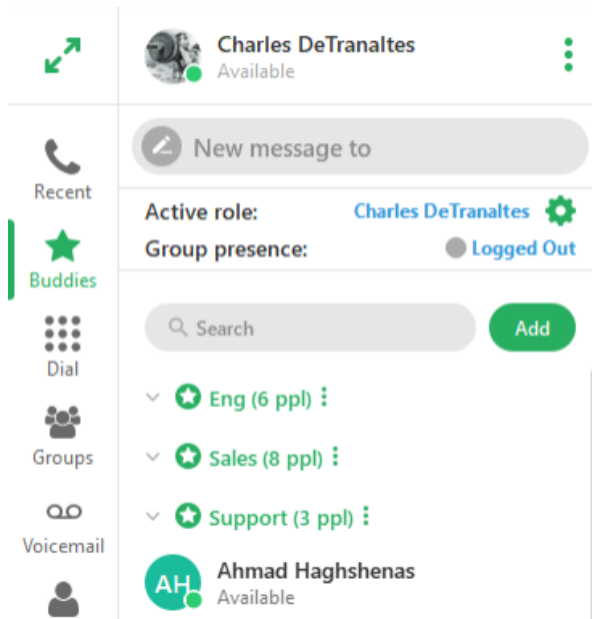 Charles DeTranaltes
Available
New message to
Recent
Active role: Charles DeTranaltes
Group presence: Logged Out
Buddies
Search Add
Dial
Eng (6 ppl)
Groups
Sales (8 ppl)
Voicemail
Support (3 ppl)
AH Ahmad Haghshenas
Available